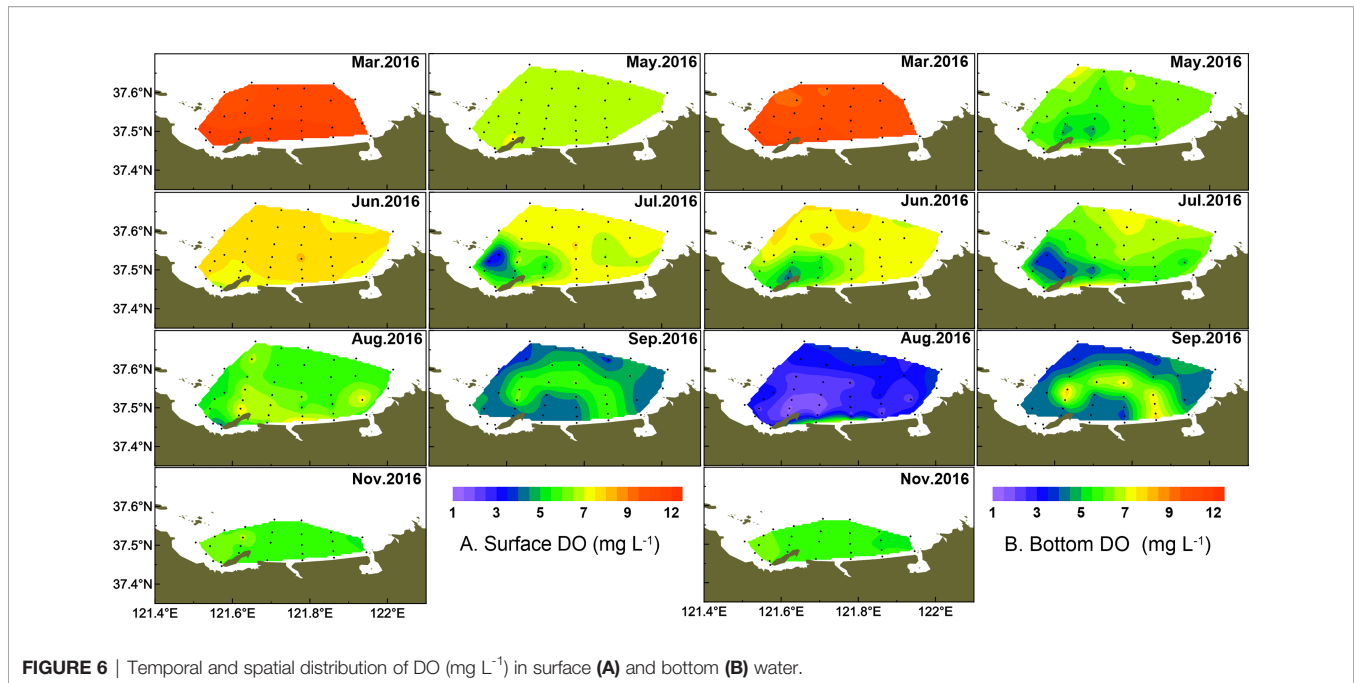 Mar.2016 May.2016 Mar.2016 May.2016
37.6°N
37.5°N
37.4°N
Jun.2016 Jul.2016 Jun.2016 Jul.2016
37.6°N
37.5°N
37.4°N
Aug.2016 Sep.2016 Aug.2016 Sep.2016
37.6°N
37.5°N
37.4°N
Nov.2016 Nov.2016
37.6°N
37.5°N
37.4°N
1 3 5 7 9 12 1 3 5 7 9 12
A. Surface DO (mg L-1) B. Bottom DO (mg L-1)
121.4°E 121.6°E 121.8°E 122°E 121.4°E 121.6°E 121.8°E 122°E
FIGURE 6 | Temporal and spatial distribution of DO (mg L-1) in surface (A) and bottom (B) water.